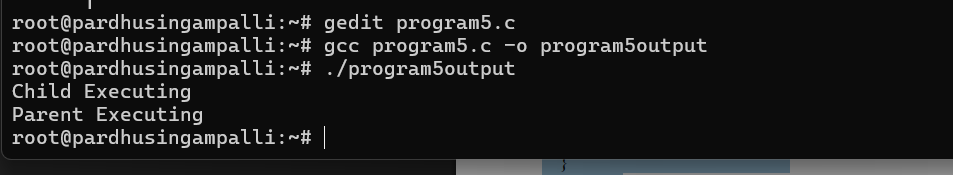 root@pardhusingampalli:~# gedit program5.c
root@pardhusingampalli:~# gcc program5.c -o program5output
root@pardhusingampalli:~# ./program5output
Child Executing
Parent Executing
root@pardhusingampalli:~#
}